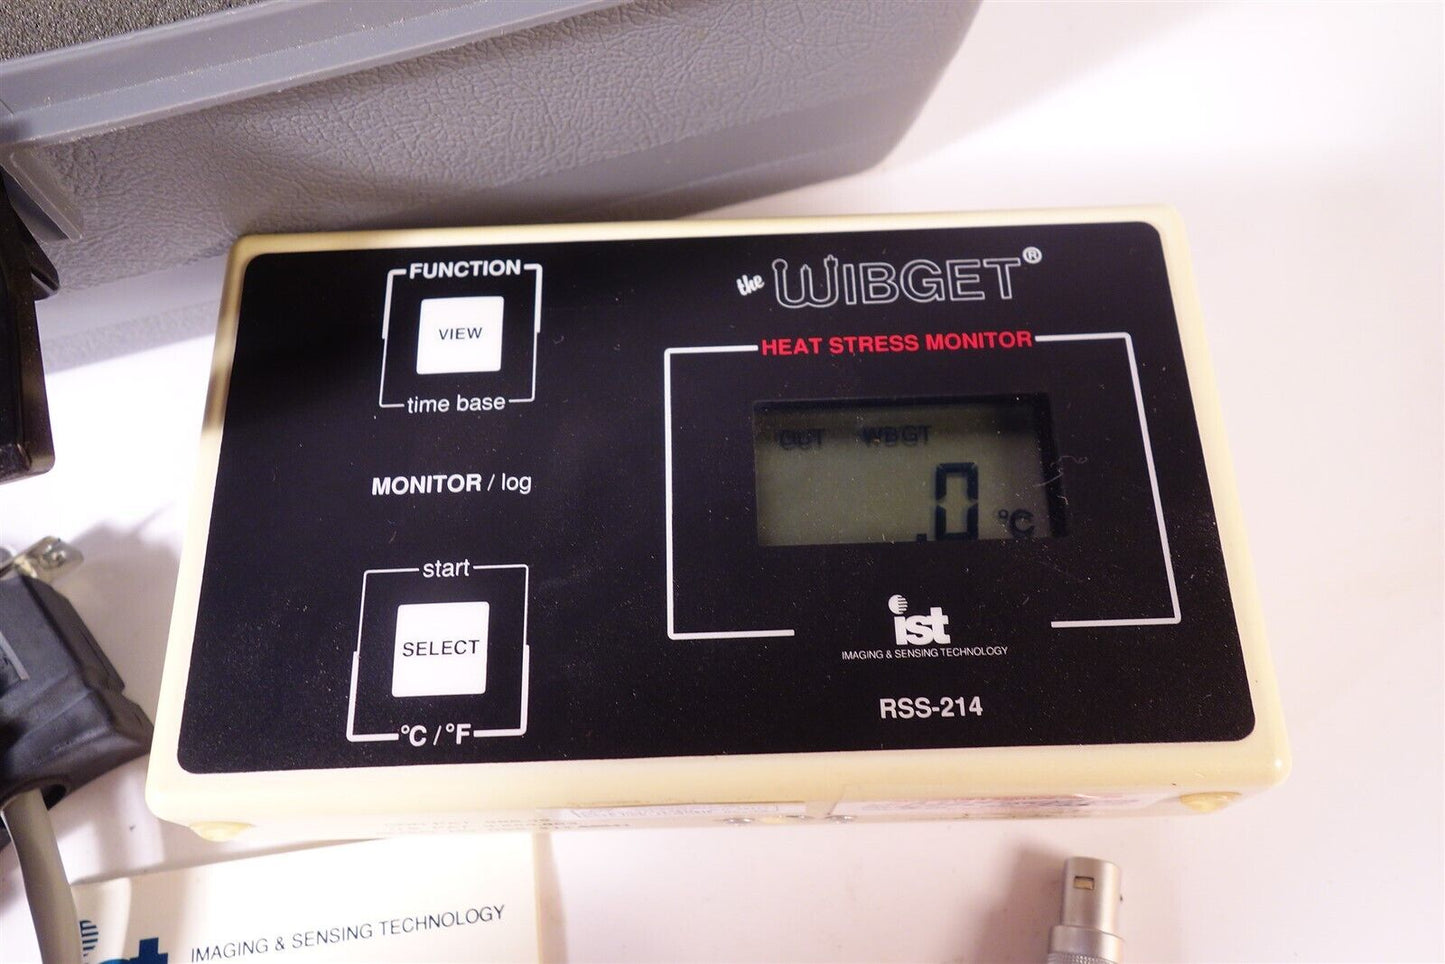 FUNCTION
VIEW
time base
MONITOR / log
start
SELECT
°C / °F
the WIBGET®
HEAT STRESS MONITOR
OUT WBGT
.0 °C
ist
IMAGING & SENSING TECHNOLOGY
RSS-214
ist IMAGING & SENSING TECHNOLOGY